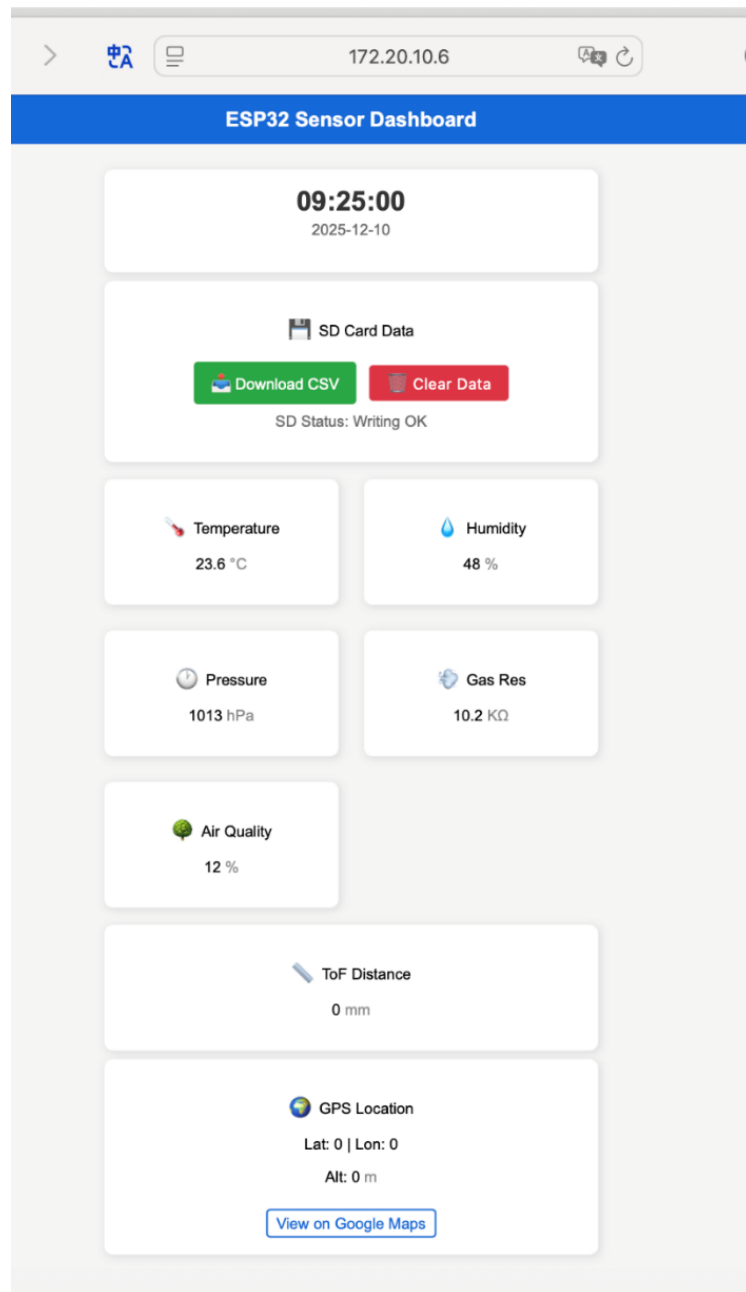 172.20.10.6
ESP32 Sensor Dashboard
09:25:00
2025-12-10
SD Card Data
Download CSV
Clear Data
SD Status: Writing OK
Temperature
23.6 °C
Humidity
48 %
Pressure
1013 hPa
Gas Res
10.2 KΩ
Air Quality
12 %
ToF Distance
0 mm
GPS Location
Lat: 0 | Lon: 0
Alt: 0 m
View on Google Maps